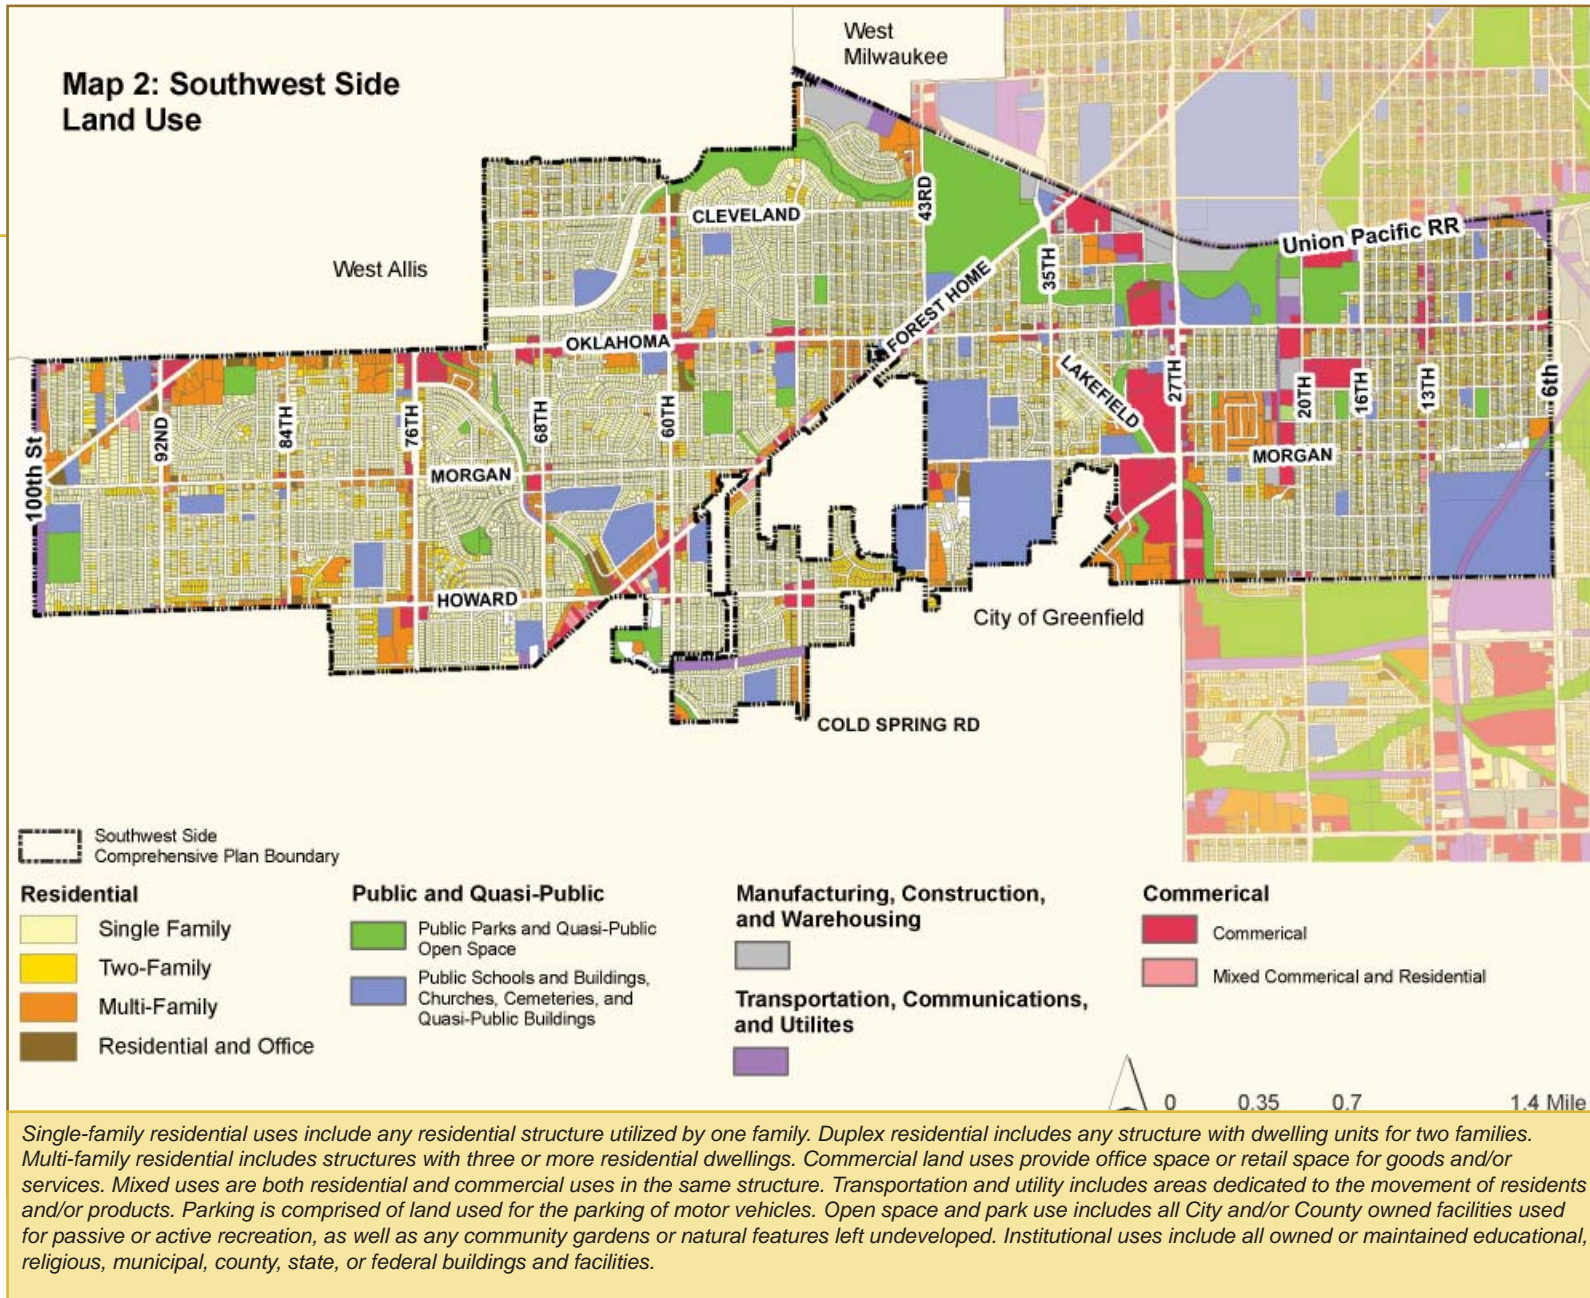 Map 2: Southwest Side
Land Use
West
Milwaukee
West Allis
CLEVELAND
43RD
35TH
Union Pacific RR
FOREST HOME
OKLAHOMA
LAKEFIELD
27TH
20TH
16TH
13TH
6th
100th St
92ND
84TH
76TH
68TH
60TH
MORGAN
MORGAN
HOWARD
City of Greenfield
COLD SPRING RD
Southwest Side
Comprehensive Plan Boundary
Residential
Single Family
Two-Family
Multi-Family
Residential and Office
Public and Quasi-Public
Public Parks and Quasi-Public
Open Space
Public Schools and Buildings,
Churches, Cemeteries, and
Quasi-Public Buildings
Manufacturing, Construction,
and Warehousing
Transportation, Communications,
and Utilites
Commerical
Commerical
Mixed Commerical and Residential
0 0.35 0.7 1.4 Mile
Single-family residential uses include any residential structure utilized by one family. Duplex residential includes any structure with dwelling units for two families.
Multi-family residential includes structures with three or more residential dwellings. Commercial land uses provide office space or retail space for goods and/or
services. Mixed uses are both residential and commercial uses in the same structure. Transportation and utility includes areas dedicated to the movement of residents
and/or products. Parking is comprised of land used for the parking of motor vehicles. Open space and park use includes all City and/or County owned facilities used
for passive or active recreation, as well as any community gardens or natural features left undeveloped. Institutional uses include all owned or maintained educational,
religious, municipal, county, state, or federal buildings and facilities.